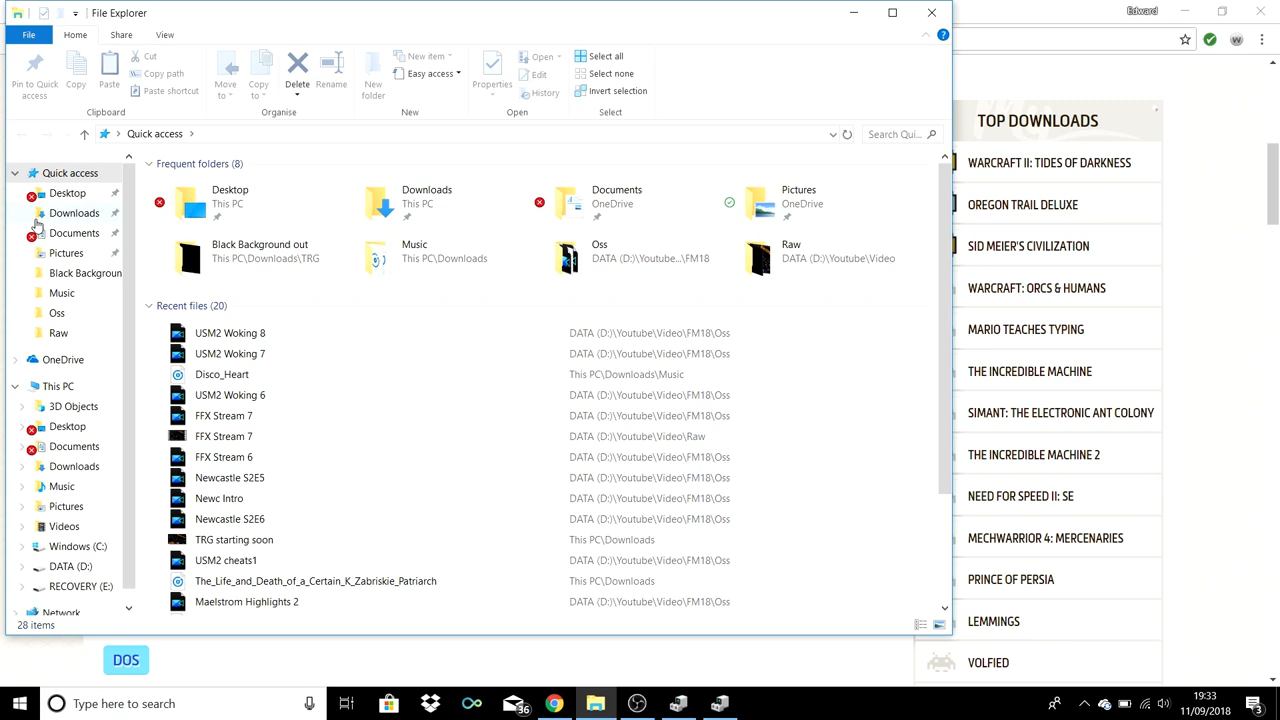 File Explorer
Edward
File Home Share View
Pin to Quick access
Copy
Paste
Cut
Copy path
Paste shortcut
Clipboard
Move to
Copy to
Delete
Rename
Organise
New folder
New item
Easy access
New
Properties
Open
Edit
History
Open
Select all
Select none
Invert selection
Select
Quick access
Search Qui...
Quick access
Desktop
Downloads
Documents
Pictures
Black Backgroun
Music
Oss
Raw
OneDrive
This PC
3D Objects
Desktop
Documents
Downloads
Music
Pictures
Videos
Windows (C:)
DATA (D:)
RECOVERY (E:)
Network
28 items
Frequent folders (8)
Desktop
This PC
Downloads
This PC
Documents
OneDrive
Pictures
OneDrive
Black Background out
This PC\Downloads\TRG
Music
This PC\Downloads
Oss
DATA (D:)\Youtube...\FM18
Raw
DATA (D:)\Youtube\Video
Recent files (20)
USM2 Woking 8 DATA (D:)\Youtube\Video\FM18\Oss
USM2 Woking 7 DATA (D:)\Youtube\Video\FM18\Oss
Disco_Heart This PC\Downloads\Music
USM2 Woking 6 DATA (D:)\Youtube\Video\FM18\Oss
FFX Stream 7 DATA (D:)\Youtube\Video\FM18\Oss
FFX Stream 7 DATA (D:)\Youtube\Video\Raw
FFX Stream 6 DATA (D:)\Youtube\Video\FM18\Oss
Newcastle S2E5 DATA (D:)\Youtube\Video\FM18\Oss
Newc Intro DATA (D:)\Youtube\Video\FM18\Oss
Newcastle S2E6 DATA (D:)\Youtube\Video\FM18\Oss
TRG starting soon This PC\Downloads
USM2 cheats1 DATA (D:)\Youtube\Video\FM18\Oss
The_Life_and_Death_of_a_Certain_K_Zabriskie_Patriarch This PC\Downloads
Maelstrom Highlights 2 DATA (D:)\Youtube\Video\FM18\Oss
TOP DOWNLOADS
WARCRAFT II: TIDES OF DARKNESS
OREGON TRAIL DELUXE
SID MEIER'S CIVILIZATION
WARCRAFT: ORCS & HUMANS
MARIO TEACHES TYPING
THE INCREDIBLE MACHINE
SIMANT: THE ELECTRONIC ANT COLONY
THE INCREDIBLE MACHINE 2
NEED FOR SPEED II: SE
MECHWARRIOR 4: MERCENARIES
PRINCE OF PERSIA
LEMMINGS
VOLFIED
DOS
Type here to search
36
19:33
11/09/2018
3